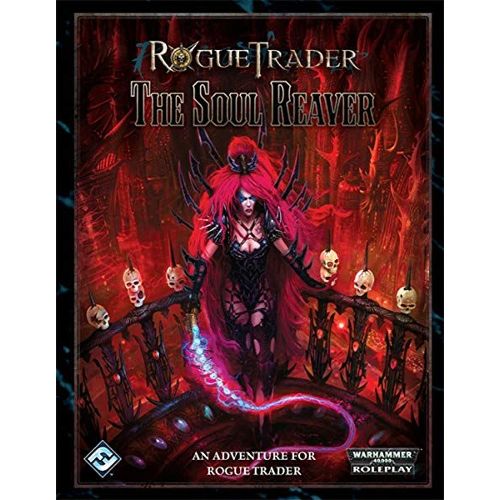 ROGUE TRADER
THE SOUL REAVER
AN ADVENTURE FOR
ROGUE TRADER
WARHAMMER
40,000
ROLEPLAY